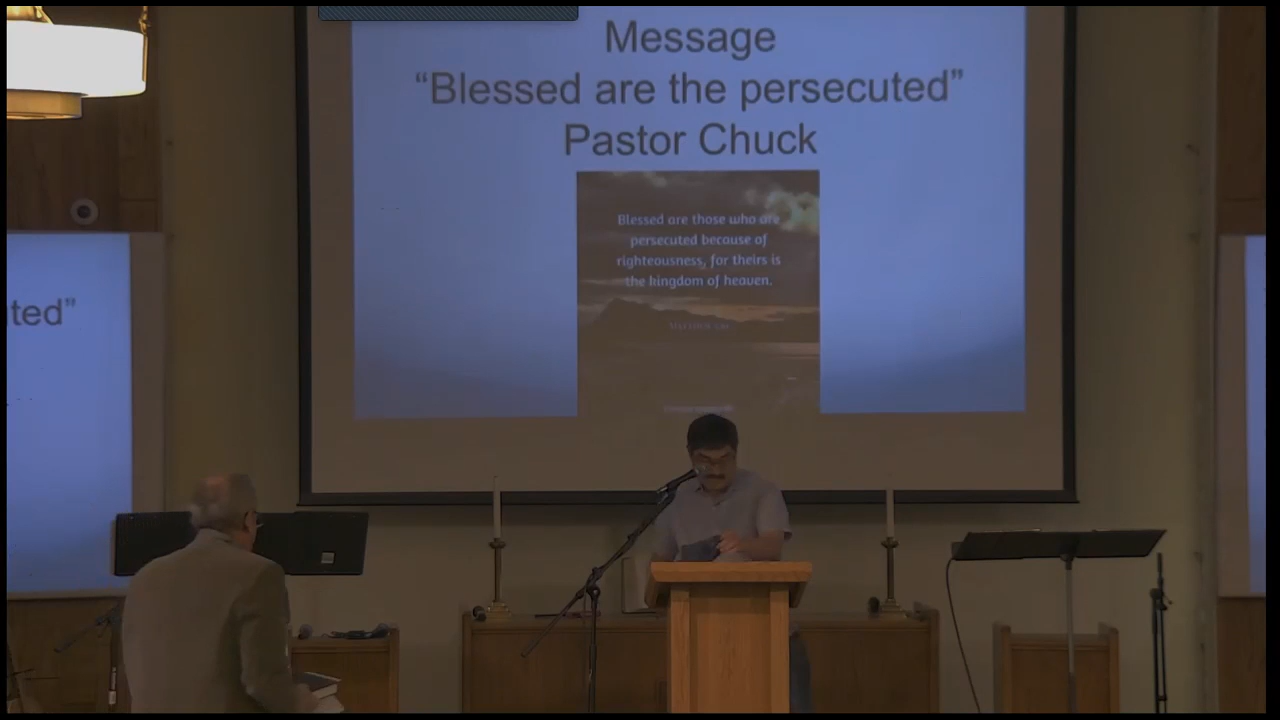 Message
“Blessed are the persecuted”
Pastor Chuck
Blessed are those who are
persecuted because of
righteousness, for theirs is
the kingdom of heaven.
ted”